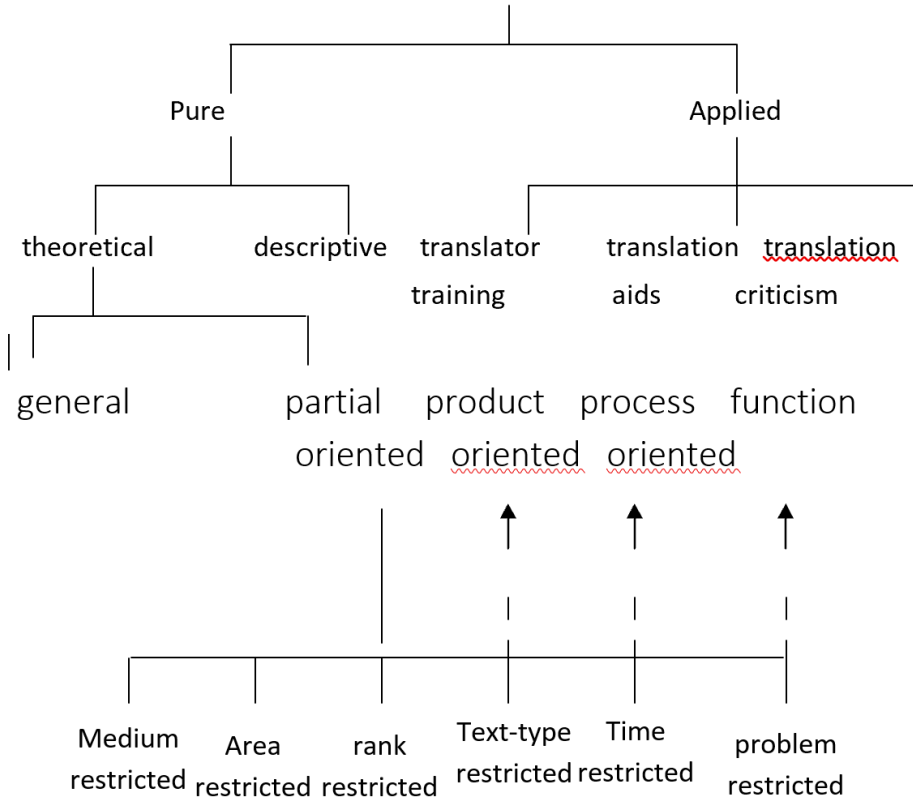 Pure Applied
theoretical descriptive translator translation translation
training aids criticism
general partial product process function
oriented oriented oriented
Medium Area rank Text-type Time problem
restricted restricted restricted restricted restricted restricted